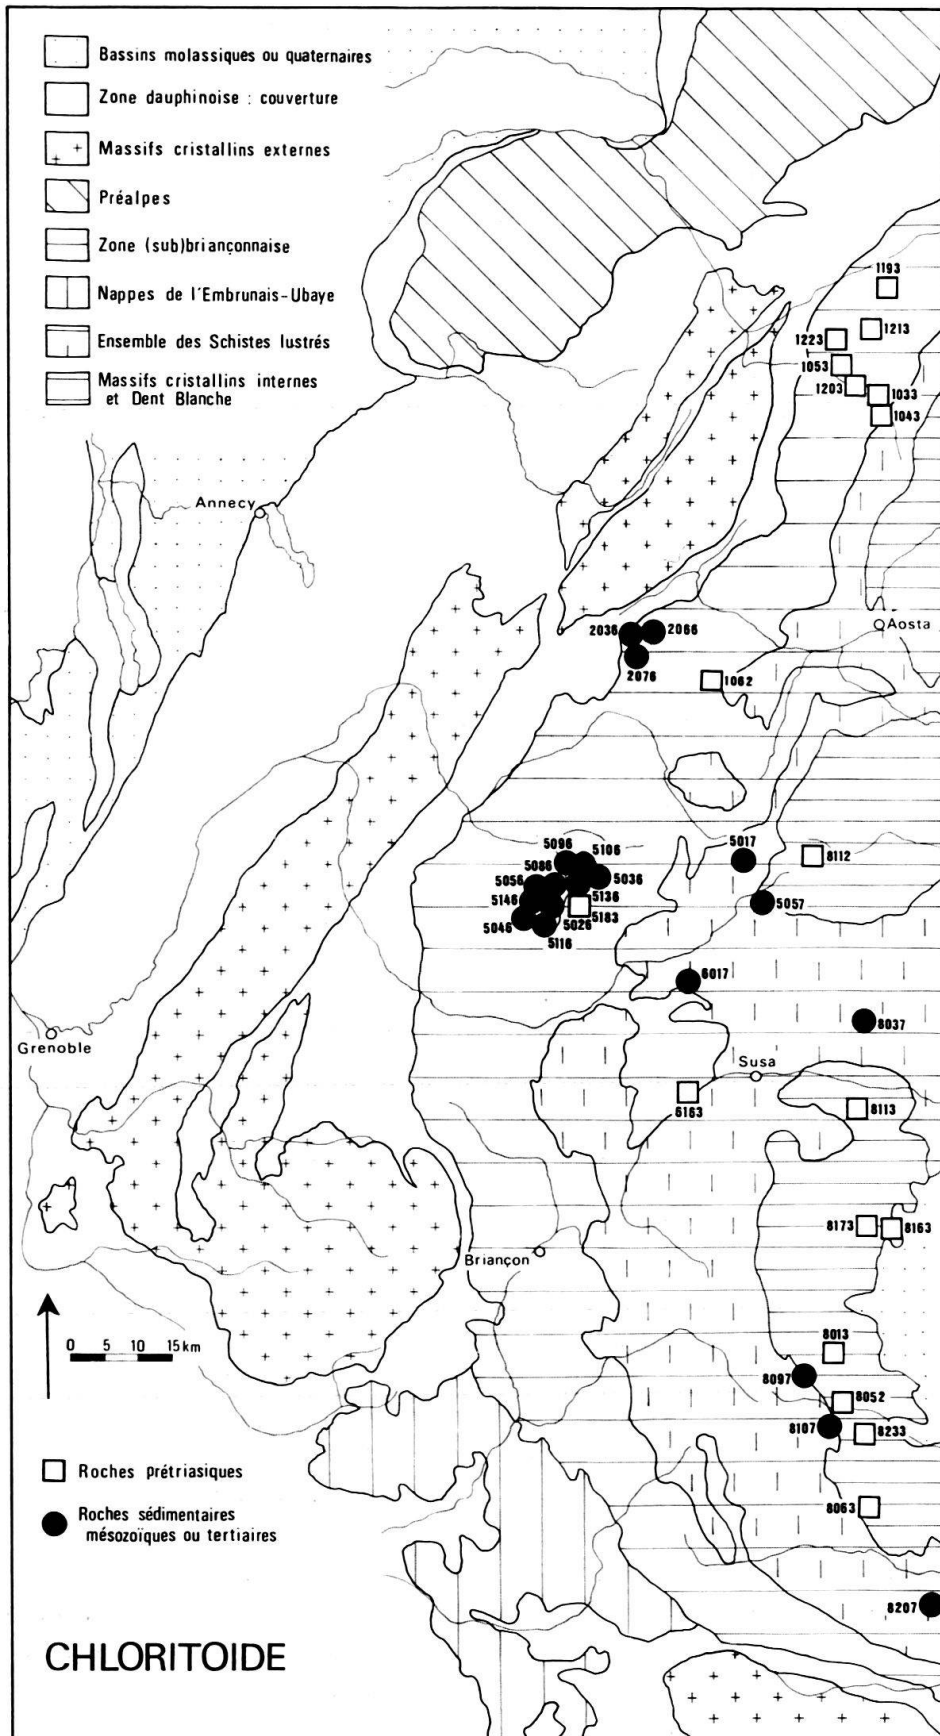 Bassins molassiques ou quaternaires
Zone dauphinoise : couverture
Massifs cristallins externes
Préalpes
Zone (sub)briançonnaise
Nappes de l'Embrunais-Ubaye
Ensemble des Schistes lustrés
Massifs cristallins internes
et Dent Blanche
1193
1213
1223
1053
1203
1033
1043
Annecy
Aosta
2036
2066
2076
1062
5096
5106
5017
8112
5086
5056
5036
5136
5146
5057
5183
5046
5026
5116
6017
8037
Grenoble
Susa
6163
8113
8173
8163
Briançon
0 5 10 15 km
8013
8097
8052
8107
8233
Roches prétriasiques
8063
Roches sédimentaires
mésozoïques ou tertiaires
8207
CHLORITOIDE